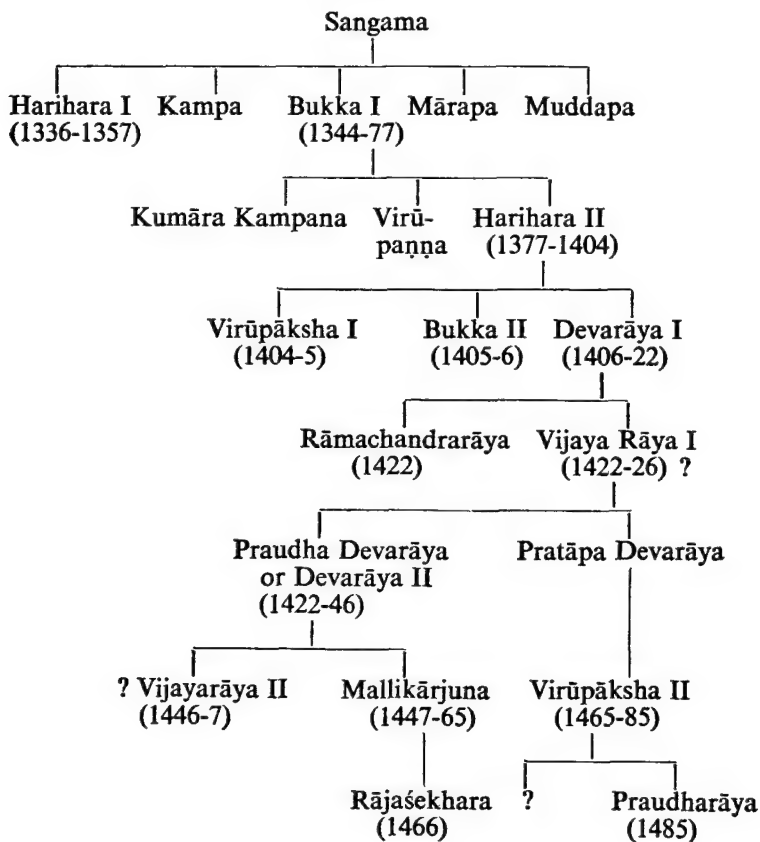 Sangama
Harihara I Kampa Bukka I Mārapa Muddapa
(1336-1357) (1344-77)
Kumāra Kampana Virū- Harihara II
paṇṇa (1377-1404)
Virūpāksha I Bukka II Devarāya I
(1404-5) (1405-6) (1406-22)
Rāmachandrarāya Vijaya Rāya I
(1422) (1422-26) ?
Praudha Devarāya Pratāpa Devarāya
or Devarāya II
(1422-46)
? Vijayarāya II Mallikārjuna Virūpāksha II
(1446-7) (1447-65) (1465-85)
Rājaśekhara ? Praudharāya
(1466) (1485)